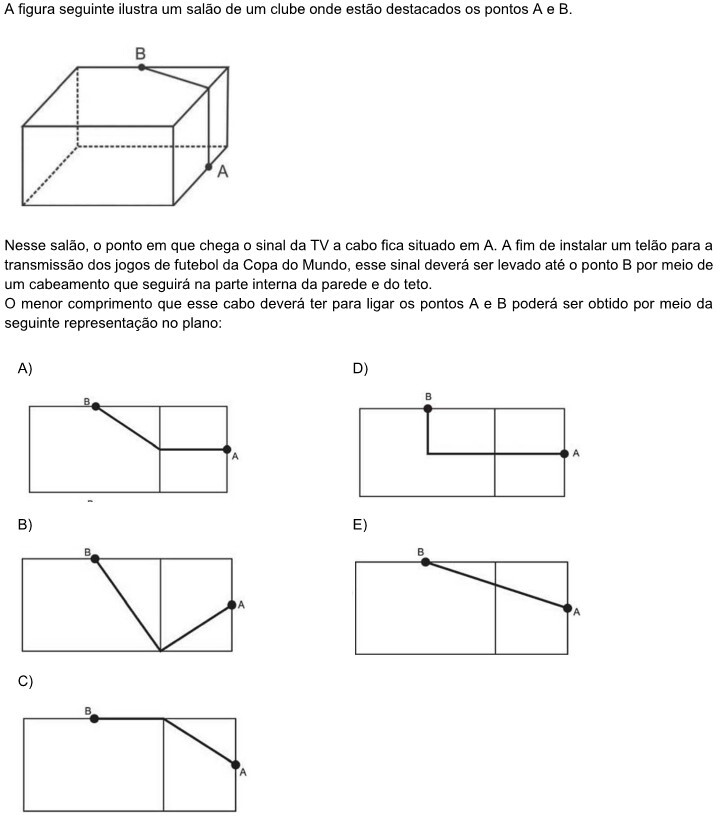 A figura seguinte ilustra um salão de um clube onde estão destacados os pontos A e B.
B
A
Nesse salão, o ponto em que chega o sinal da TV a cabo fica situado em A. A fim de instalar um telão para a
transmissão dos jogos de futebol da Copa do Mundo, esse sinal deverá ser levado até o ponto B por meio de
um cabeamento que seguirá na parte interna da parede e do teto.
O menor comprimento que esse cabo deverá ter para ligar os pontos A e B poderá ser obtido por meio da
seguinte representação no plano:
A)
B
A
B)
B
A
C)
B
A
D)
B
A
E)
B
A